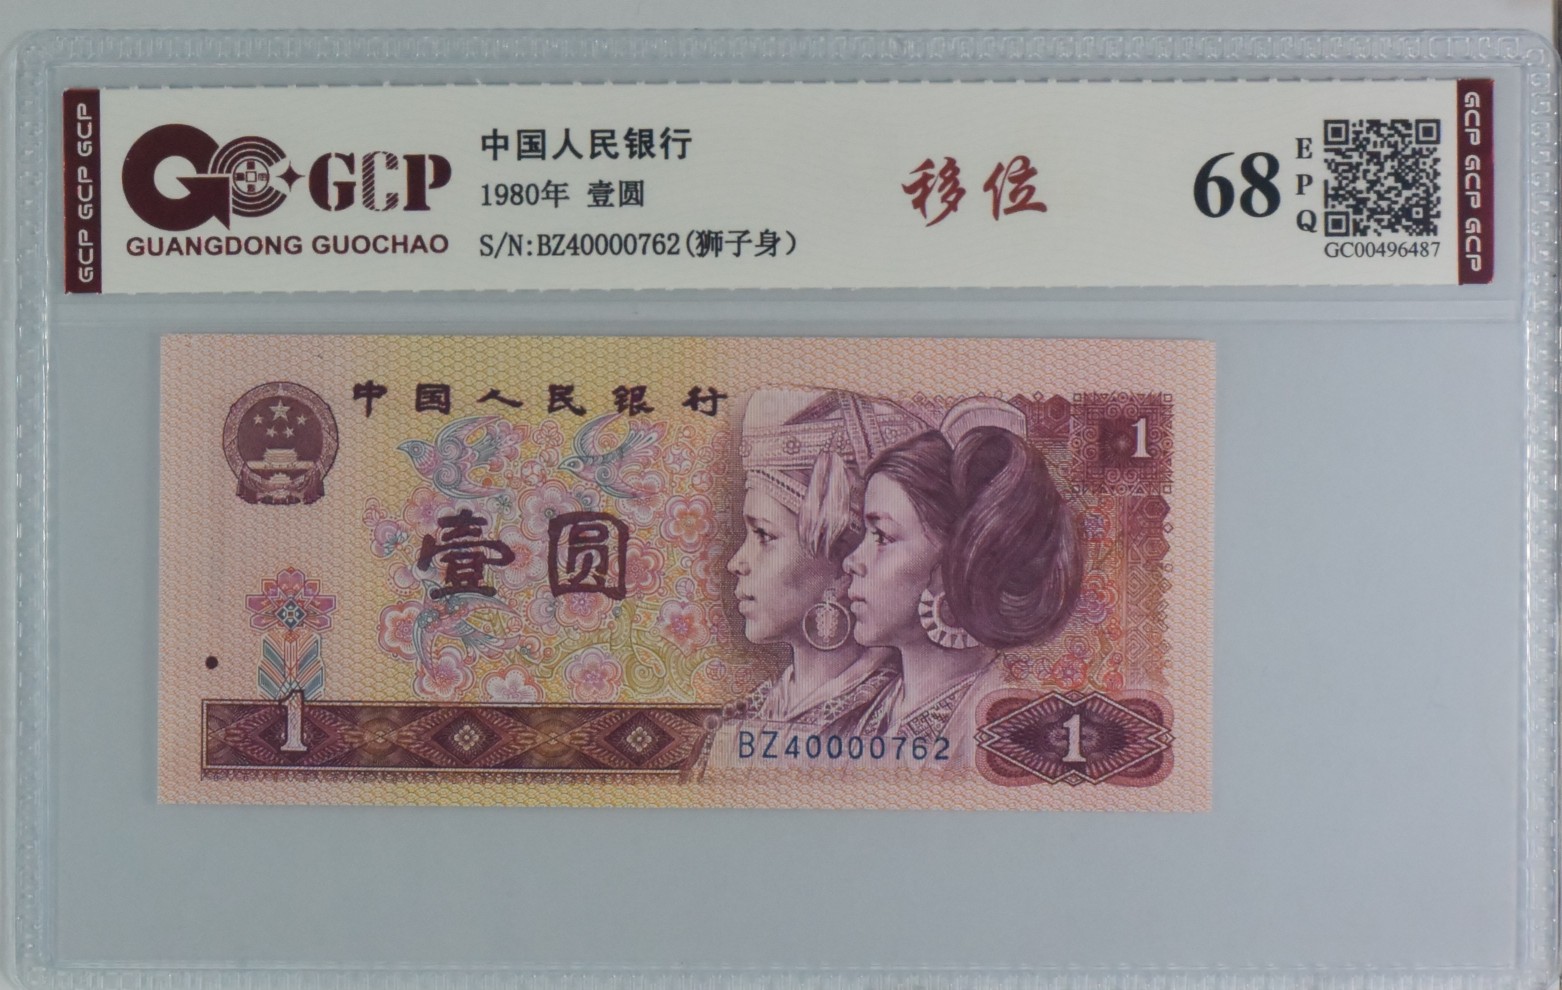 GCP GCP GCP
GCP
GUANGDONG GUOCHAO
中国人民银行
1980年 壹圆
S/N:BZ40000762(狮子身)
移位
68
EPQ
GC00496487
GCP GCP GCP
中国人民银行
1
壹圆
1
BZ40000762
1